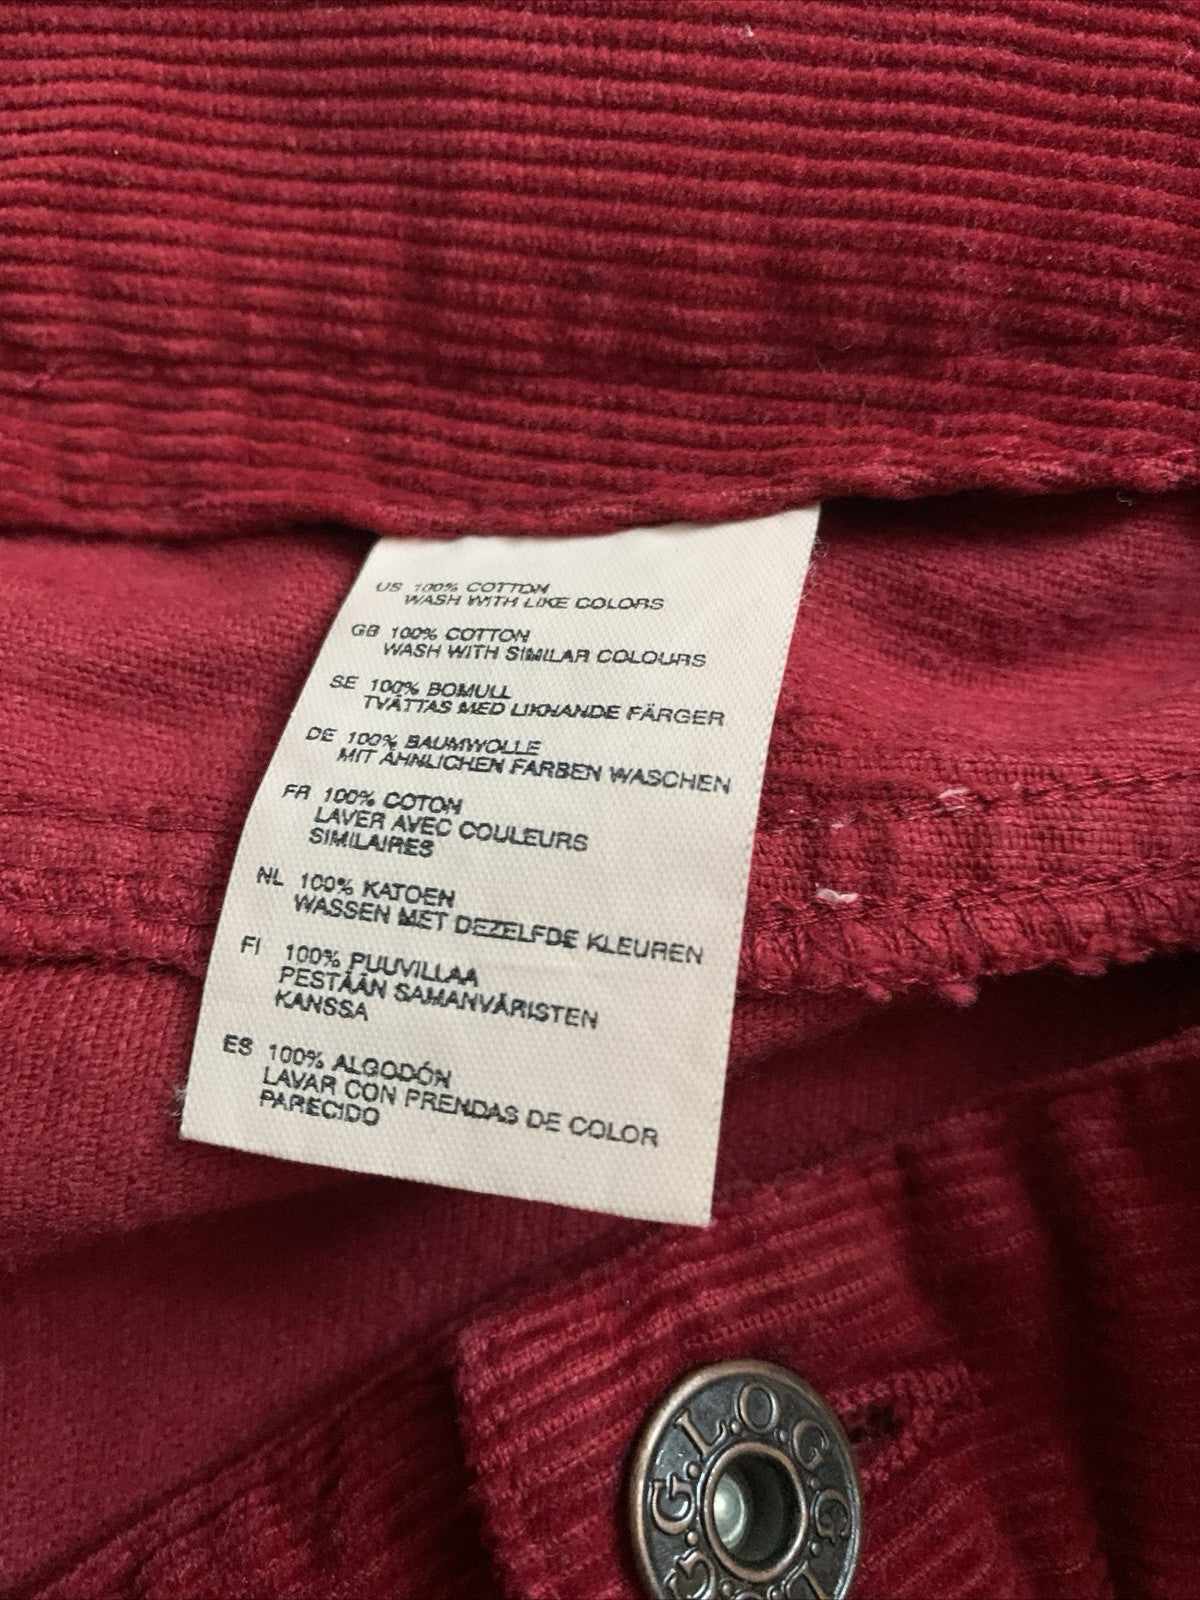 US 100% COTTON
WASH WITH LIKE COLORS
GB 100% COTTON
WASH WITH SIMILAR COLOURS
SE 100% BOMULL
TVÄTTAS MED LIKNANDE FÄRGER
DE 100% BAUMWOLLE
MIT ÄHNLICHEN FARBEN WASCHEN
FR 100% COTON
LAVER AVEC COULEURS
SIMILAIRES
NL 100% KATOEN
WASSEN MET DEZELFDE KLEUREN
FI 100% PUUVILLAA
PESTÄÄN SAMANVÄRISTEN
KANSSA
ES 100% ALGODÓN
LAVAR CON PRENDAS DE COLOR
PARECIDO
G.L.O.G.G.